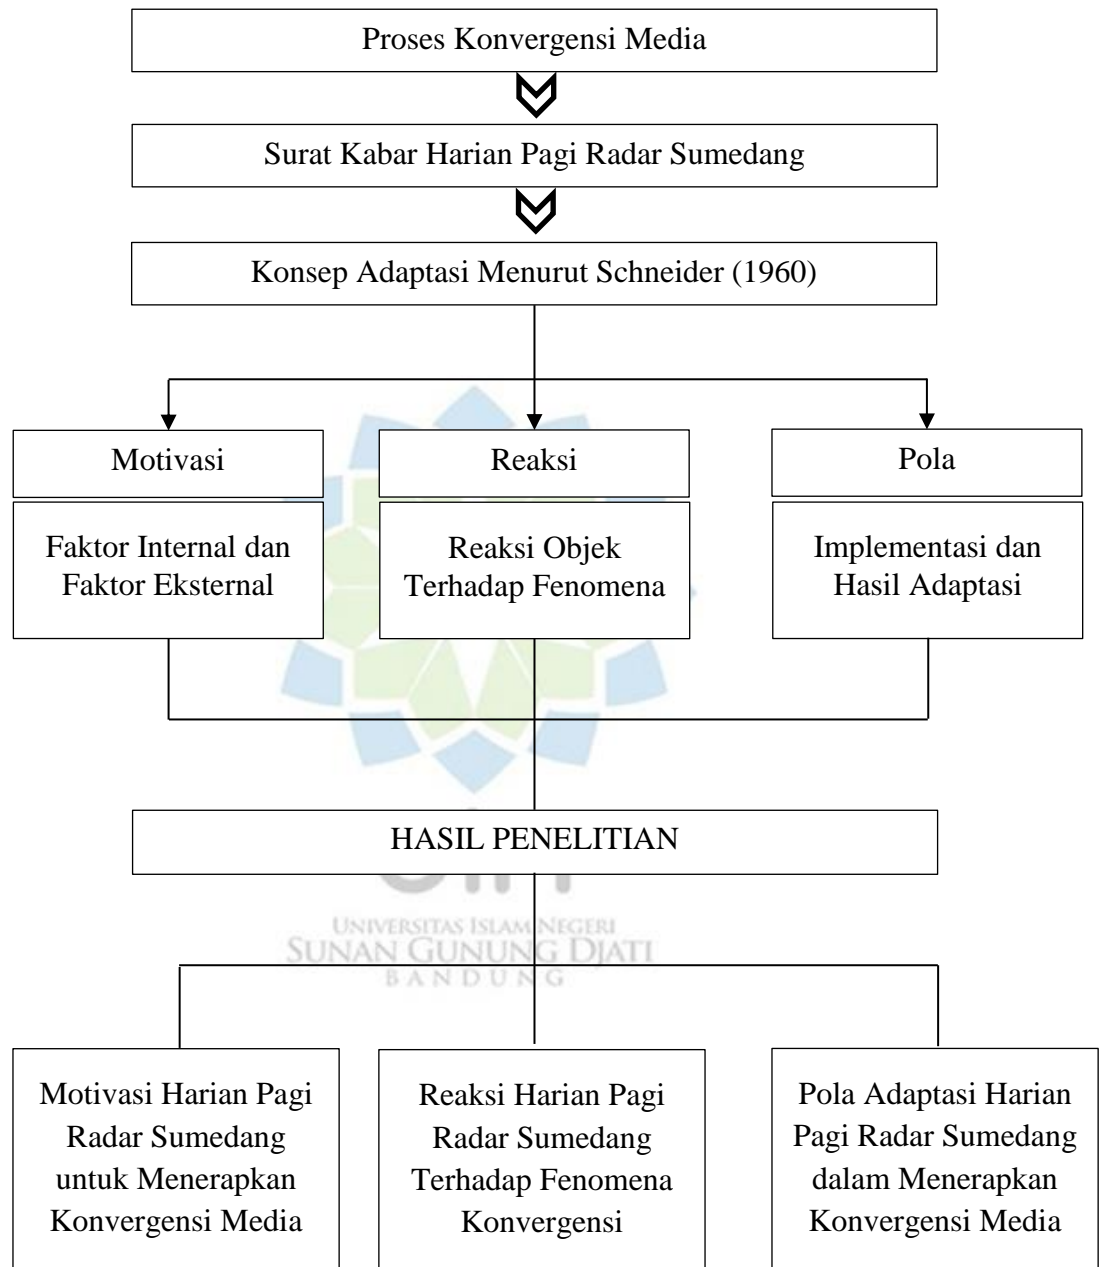 Proses Konvergensi Media
Surat Kabar Harian Pagi Radar Sumedang
Konsep Adaptasi Menurut Schneider (1960)
Motivasi
Faktor Internal dan
Faktor Eksternal
Reaksi
Reaksi Objek
Terhadap Fenomena
Pola
Implementasi dan
Hasil Adaptasi
HASIL PENELITIAN
UNIVERSITAS ISLAM NEGERI
SUNAN GUNUNG DJATI
BANDUNG
Motivasi Harian Pagi
Radar Sumedang
untuk Menerapkan
Konvergensi Media
Reaksi Harian Pagi
Radar Sumedang
Terhadap Fenomena
Konvergensi
Pola Adaptasi Harian
Pagi Radar Sumedang
dalam Menerapkan
Konvergensi Media